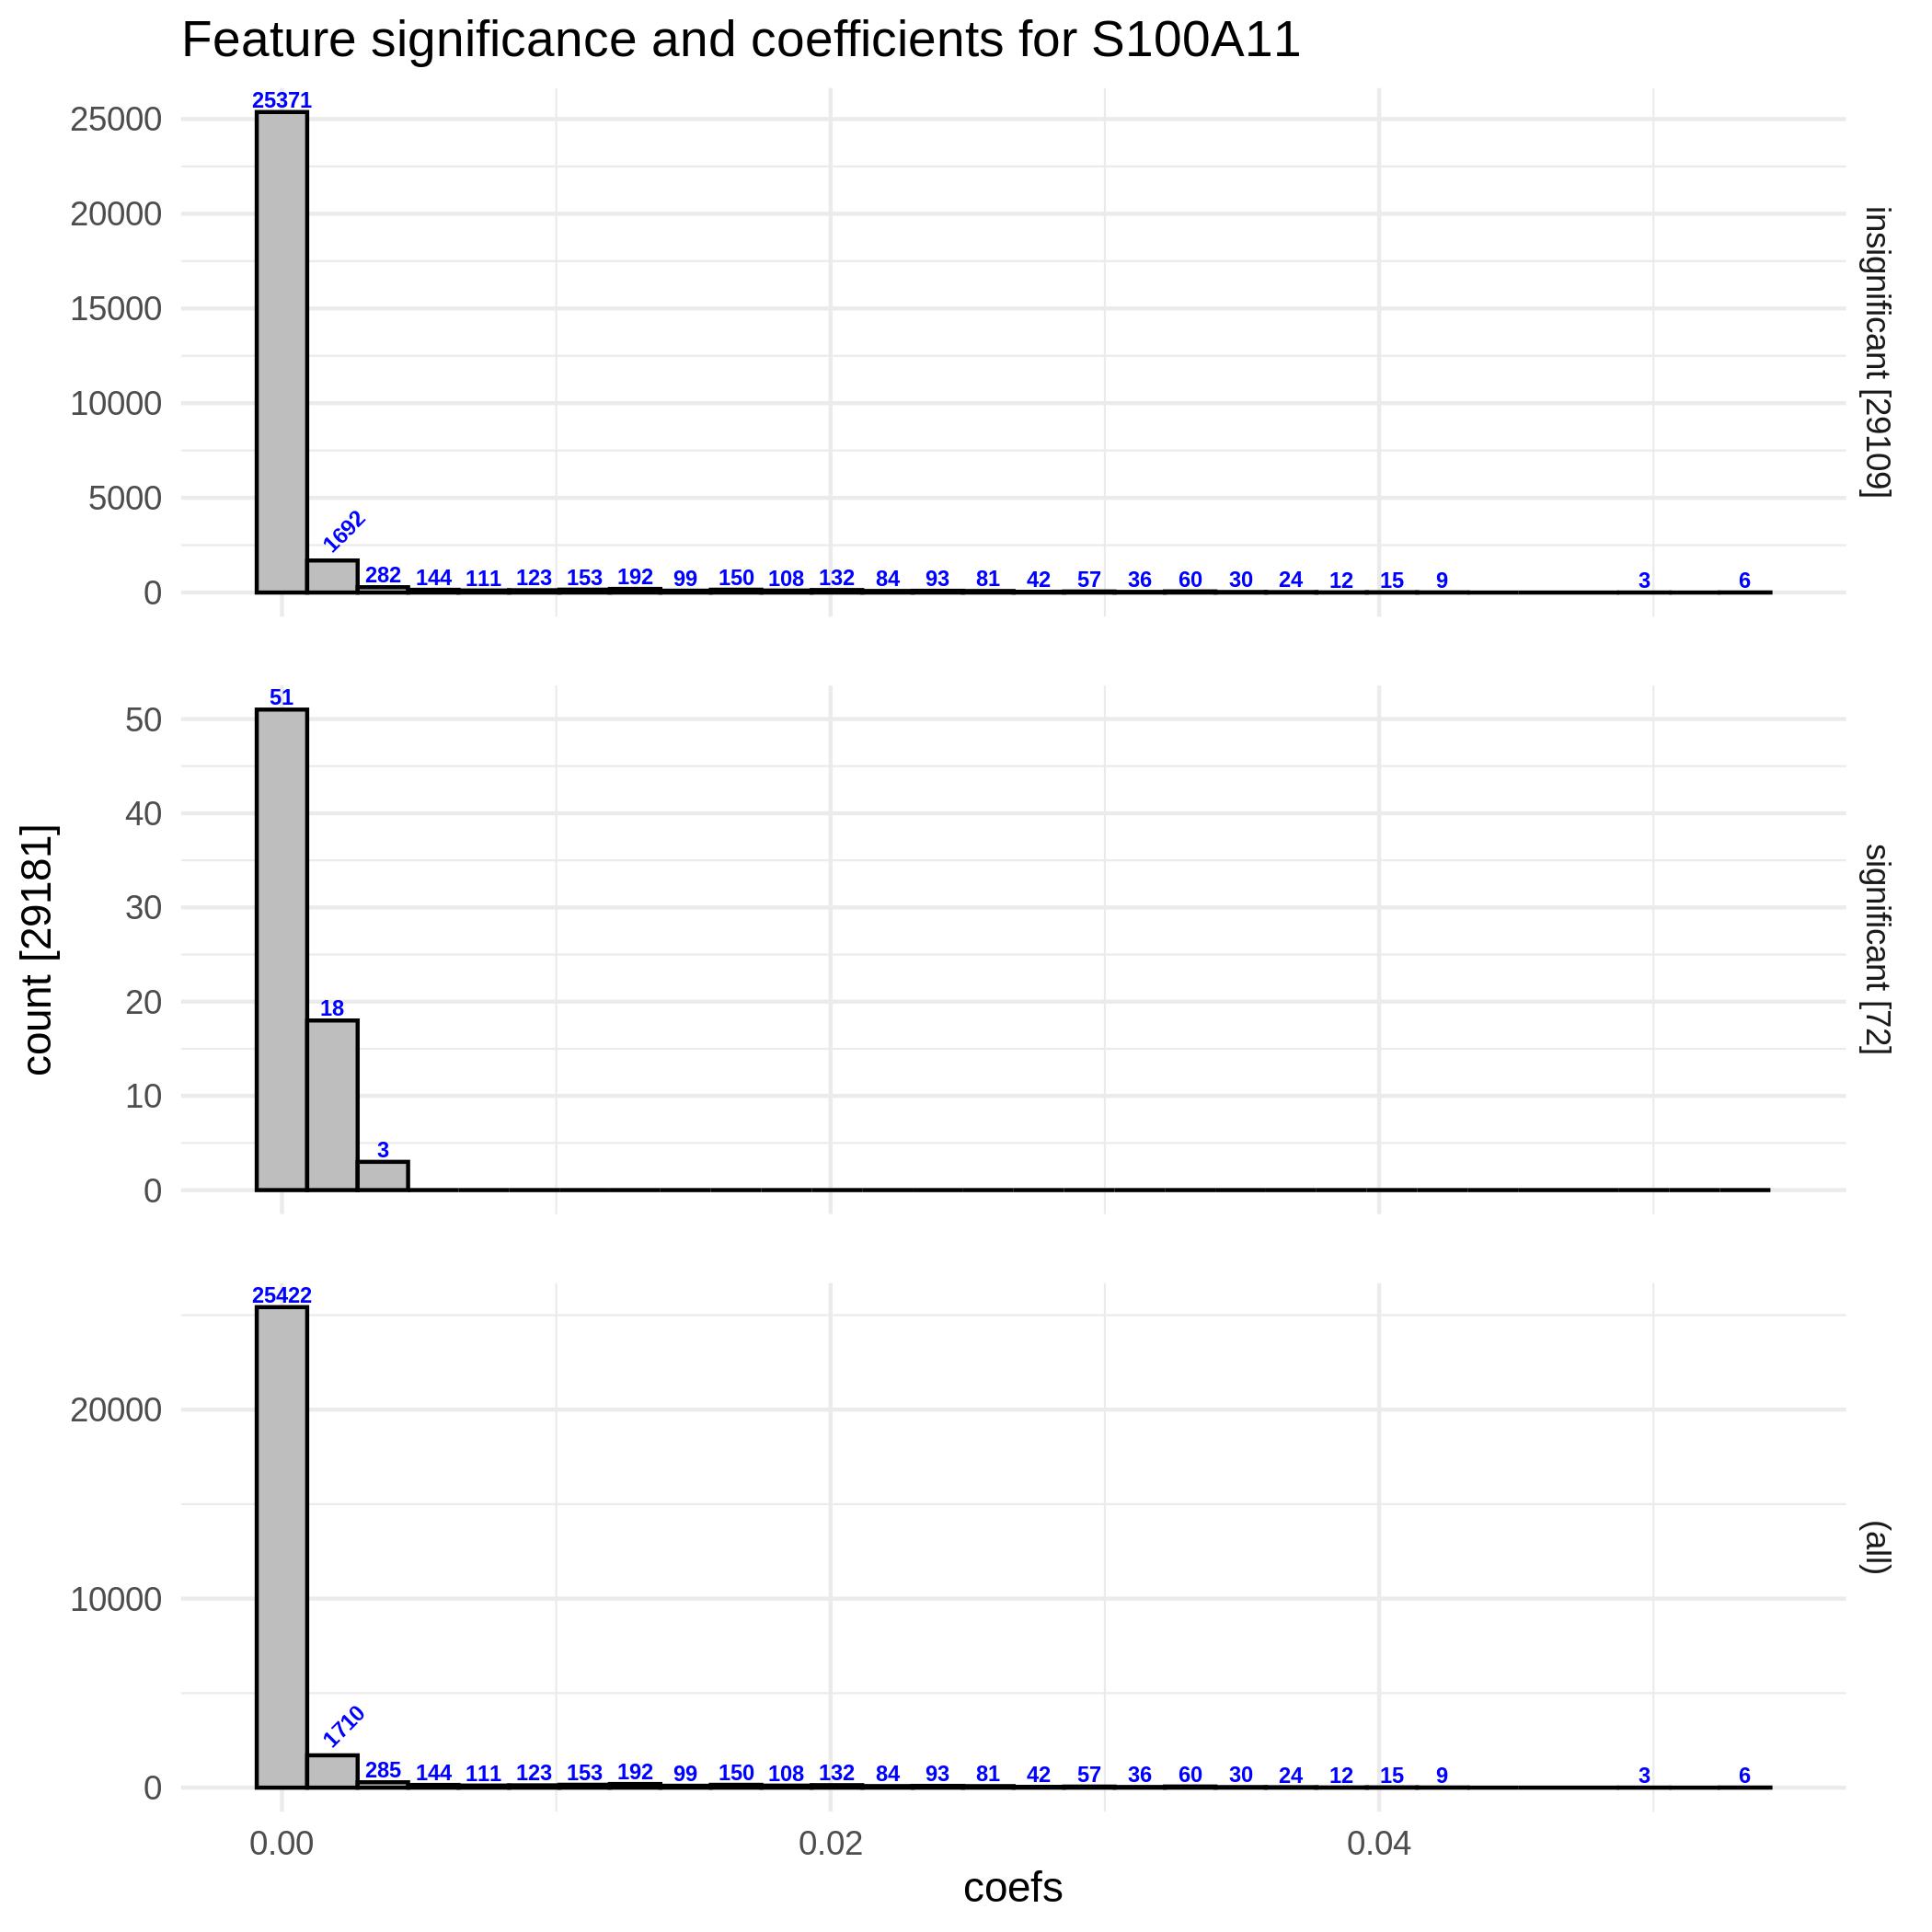 Feature significance and coefficients for S100A11
count [29181]
25000
20000
15000
10000
5000
0
25371
1692
282 144 111 123 153 192 99 150 108 132 84 93 81 42 57 36 60 30 24 12 15 9 3 6
insignificant [29109]
50
40
30
20
10
0
51
18
3
significant [72]
20000
10000
0
25422
1710
285 144 111 123 153 192 99 150 108 132 84 93 81 42 57 36 60 30 24 12 15 9 3 6
(all)
0.00 0.02 0.04
coefs